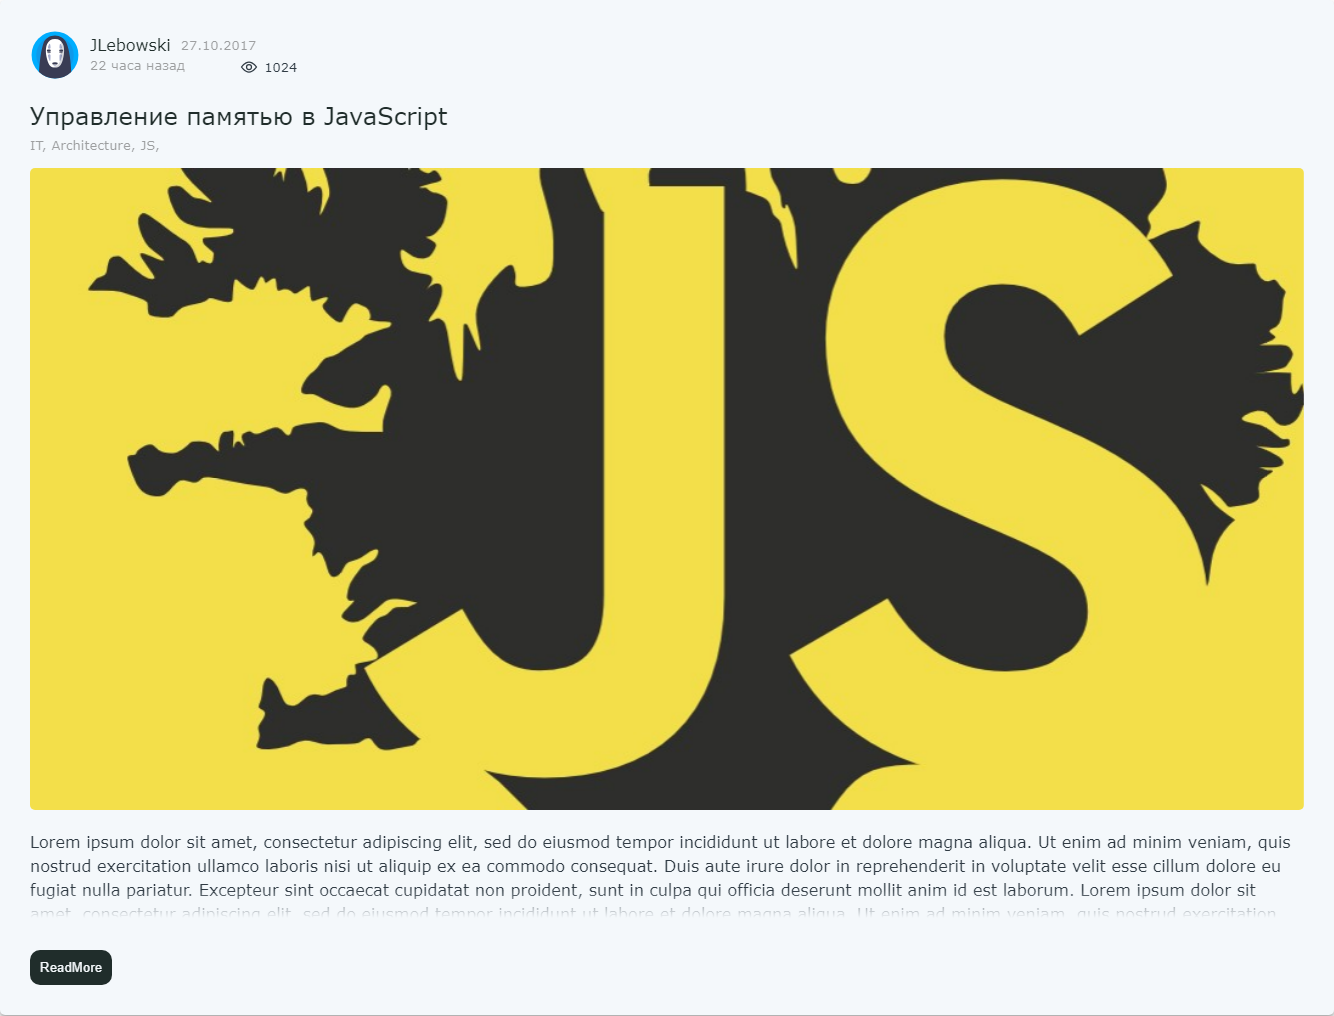 JLebowski 27.10.2017
22 часа назад 1024
Управление памятью в JavaScript
IT, Architecture, JS,
JS
Lorem ipsum dolor sit amet, consectetur adipiscing elit, sed do eiusmod tempor incididunt ut labore et dolore magna aliqua. Ut enim ad minim veniam, quis
nostrud exercitation ullamco laboris nisi ut aliquip ex ea commodo consequat. Duis aute irure dolor in reprehenderit in voluptate velit esse cillum dolore eu
fugiat nulla pariatur. Excepteur sint occaecat cupidatat non proident, sunt in culpa qui officia deserunt mollit anim id est laborum. Lorem ipsum dolor sit
amet, consectetur adipiscing elit, sed do eiusmod tempor incididunt ut labore et dolore magna aliqua. Ut enim ad minim veniam, quis nostrud exercitation
ReadMore